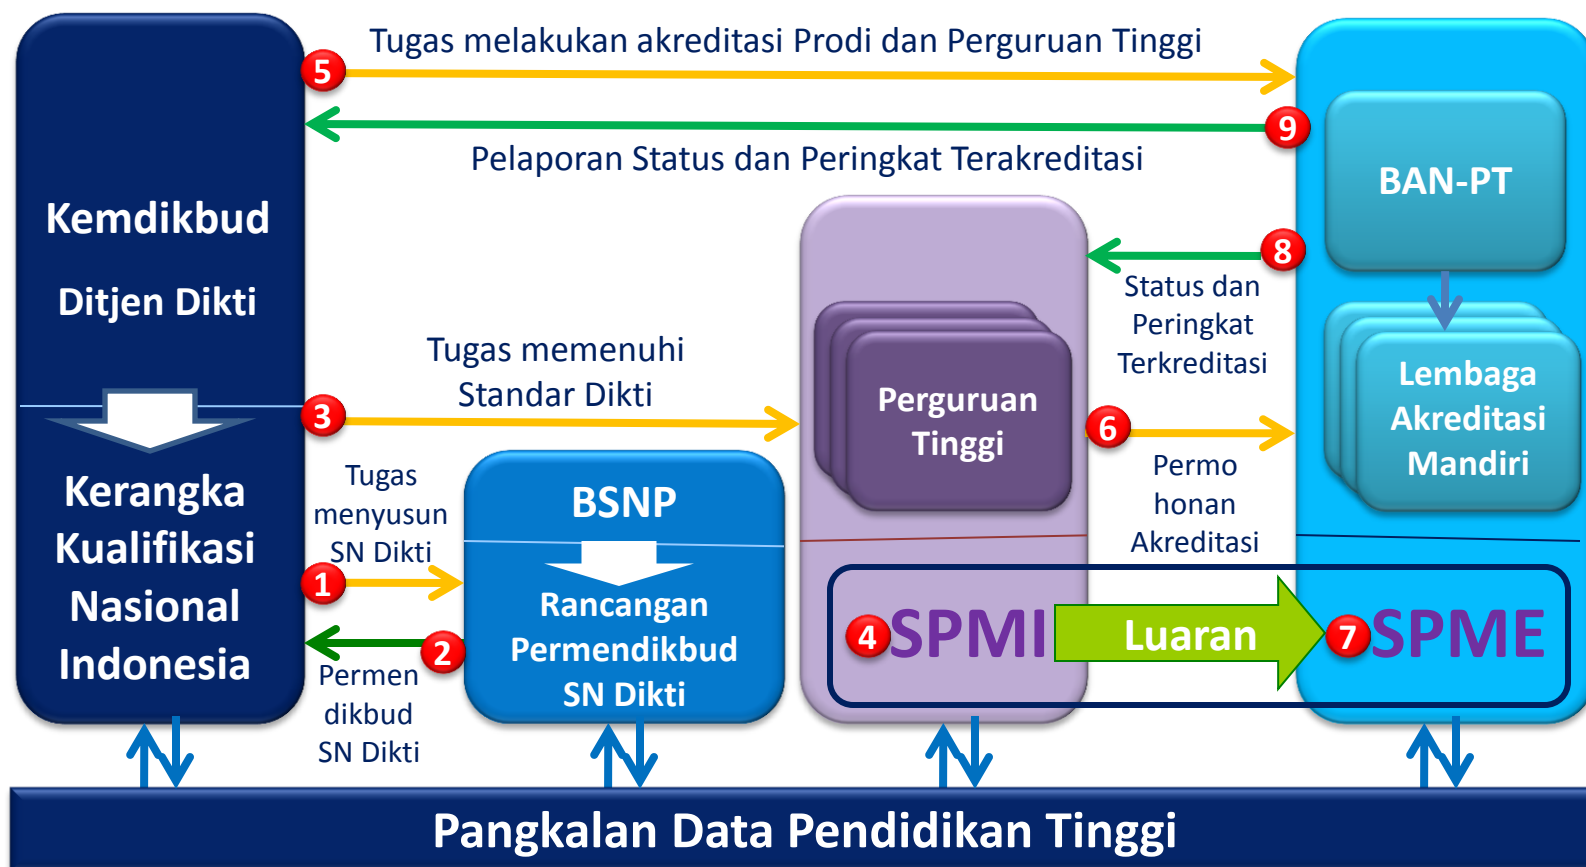 Tugas melakukan akreditasi Prodi dan Perguruan Tinggi
5
9
Pelaporan Status dan Peringkat Terakreditasi
Kemdikbud
Ditjen Dikti
Kerangka
Kualifikasi
Nasional
Indonesia
Tugas memenuhi
Standar Dikti
3
Tugas
menyusun
SN Dikti
1
2
Permen
dikbud
SN Dikti
BSNP
Rancangan
Permendikbud
SN Dikti
Perguruan
Tinggi
4
SPMI
Luaran
8
Status dan
Peringkat
Terkreditasi
6
Permo
honan
Akreditasi
BAN-PT
Lembaga
Akreditasi
Mandiri
7
SPME
Pangkalan Data Pendidikan Tinggi